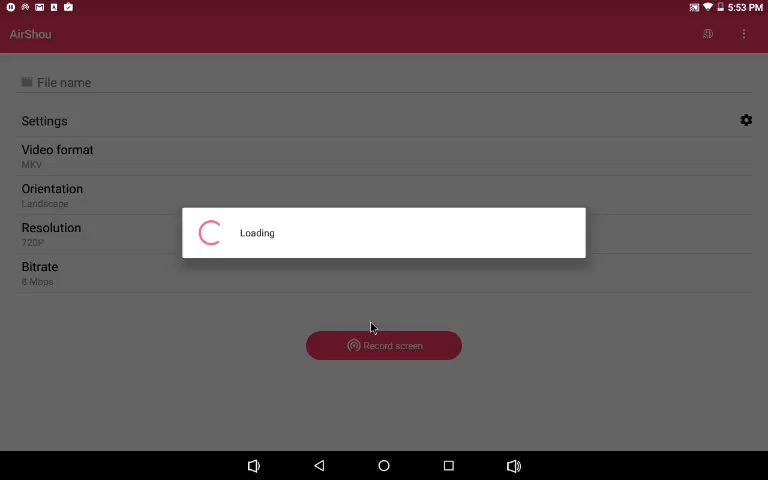 5:53 PM
AirShou
File name
Settings
Video format
MKV
Orientation
Landscape
Resolution
720P
Loading
Bitrate
8 Mbps
Record screen